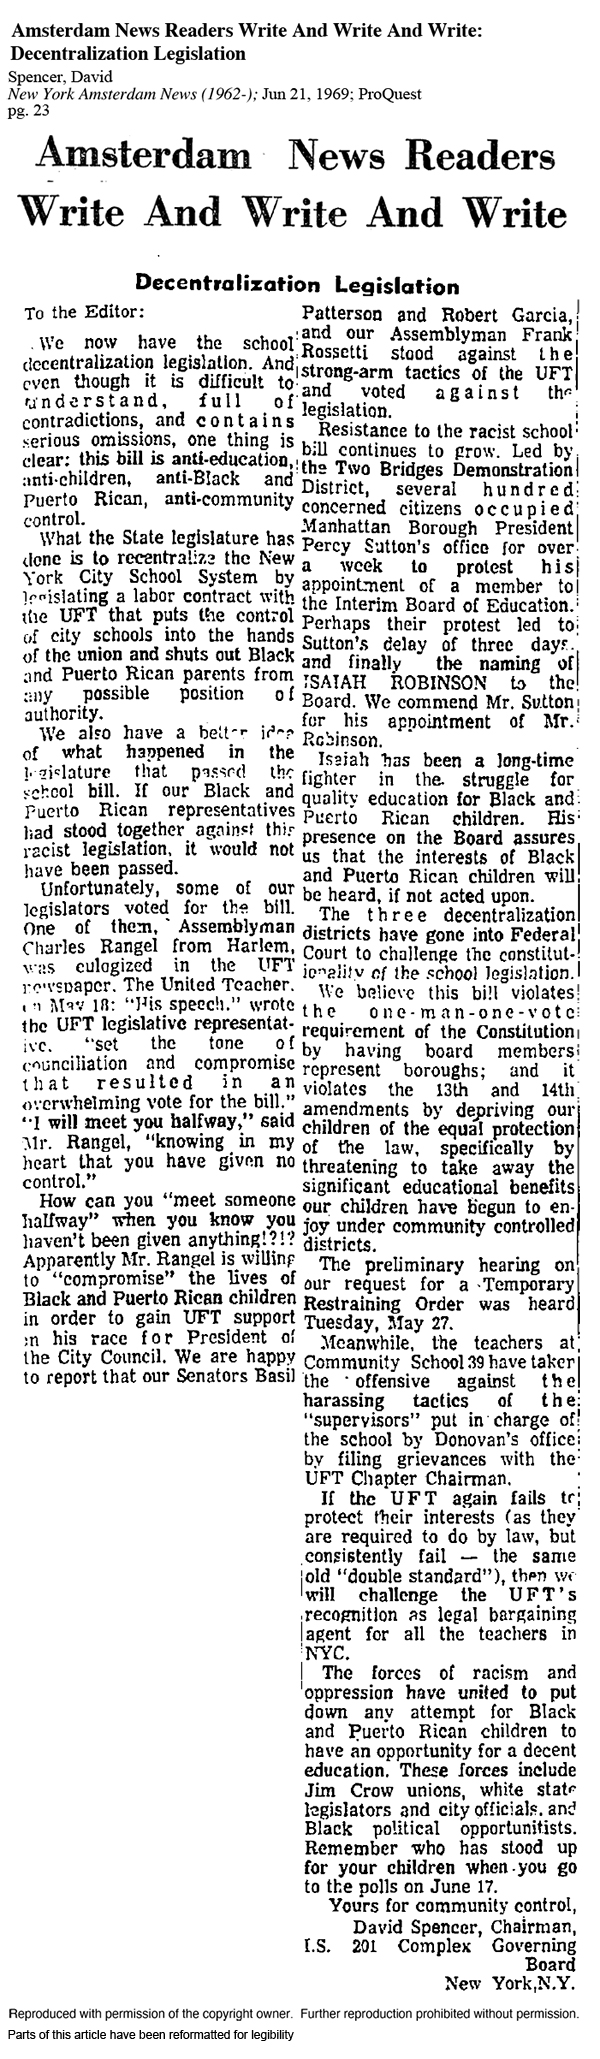 Amsterdam News Readers Write And Write And Write:
Decentralization Legislation
Spencer, David
New York Amsterdam News (1962-); Jun 21, 1969; ProQuest
pg. 23
Amsterdam News Readers
Write And Write And Write
Decentralization Legislation
To the Editor:
We now have the school
decentralization legislation. And
even though it is difficult to
understand, full of
contradictions, and contains
serious omissions, one thing is
clear: this bill is anti-education,
anti-children, anti-Black and
Puerto Rican, anti-community
control.
What the State legislature has
done is to recentralize the New
York City School System by
legislating a labor contract with
the UFT that puts the control
of city schools into the hands
of the union and shuts out Black
and Puerto Rican parents from
any possible position of
authority.
We also have a better idea
of what happened in the
legislature that passed the
school bill. If our Black and
Puerto Rican representatives
had stood together against this
racist legislation, it would not
have been passed.
Unfortunately, some of our
legislators voted for the bill.
One of them, Assemblyman
Charles Rangel from Harlem,
was eulogized in the UFT
newspaper. The United Teacher.
on May 18: "His speech," wrote
the UFT legislative representat-
ive, "set the tone of
counciliation and compromise
that resulted in an
overwhelming vote for the bill."
"I will meet you halfway," said
Mr. Rangel, "knowing in my
heart that you have given no
control."
How can you "meet someone
halfway" when you know you
haven't been given anything!?!?
Apparently Mr. Rangel is willing
to "compromise" the lives of
Black and Puerto Rican children
in order to gain UFT support
in his race for President of
the City Council. We are happy
to report that our Senators Basil
Patterson and Robert Garcia,
and our Assemblyman Frank
Rossetti stood against the
strong-arm tactics of the UFT
and voted against the
legislation.
Resistance to the racist school
bill continues to grow. Led by
the Two Bridges Demonstration
District, several hundred
concerned citizens occupied
Manhattan Borough President
Percy Sutton's office for over
a week to protest his
appointment of a member to
the Interim Board of Education.
Perhaps their protest led to
Sutton's delay of three days.
and finally the naming of
ISAIAH ROBINSON to the
Board. We commend Mr. Sutton
for his appointment of Mr.
Robinson.
Isaiah has been a long-time
fighter in the struggle for
quality education for Black and
Puerto Rican children. His
presence on the Board assures
us that the interests of Black
and Puerto Rican children will
be heard, if not acted upon.
The three decentralization
districts have gone into Federal
Court to challenge the constitut-
ionality of the school legislation.
We believe this bill violates
the one-man-one-vote
requirement of the Constitution
by having board members
represent boroughs; and it
violates the 13th and 14th
amendments by depriving our
children of the equal protection
of the law, specifically by
threatening to take away the
significant educational benefits
our children have begun to en-
joy under community controlled
districts.
The preliminary hearing on
our request for a Temporary
Restraining Order was heard
Tuesday, May 27.
Meanwhile, the teachers at
Community School 39 have taken
the offensive against the
harassing tactics of the
"supervisors" put in charge of
the school by Donovan's office
by filing grievances with the
UFT Chapter Chairman.
If the UFT again fails to
protect their interests (as they
are required to do by law, but
consistently fail — the same
old "double standard"), then we
will challenge the UFT's
recognition as legal bargaining
agent for all the teachers in
NYC.
The forces of racism and
oppression have united to put
down any attempt for Black
and Puerto Rican children to
have an opportunity for a decent
education. These forces include
Jim Crow unions, white state
legislators and city officials, and
Black political opportunitists.
Remember who has stood up
for your children when you go
to the polls on June 17.
Yours for community control,
David Spencer, Chairman,
I.S. 201 Complex Governing
Board
New York, N.Y.
Reproduced with permission of the copyright owner. Further reproduction prohibited without permission.
Parts of this article have been reformatted for legibility